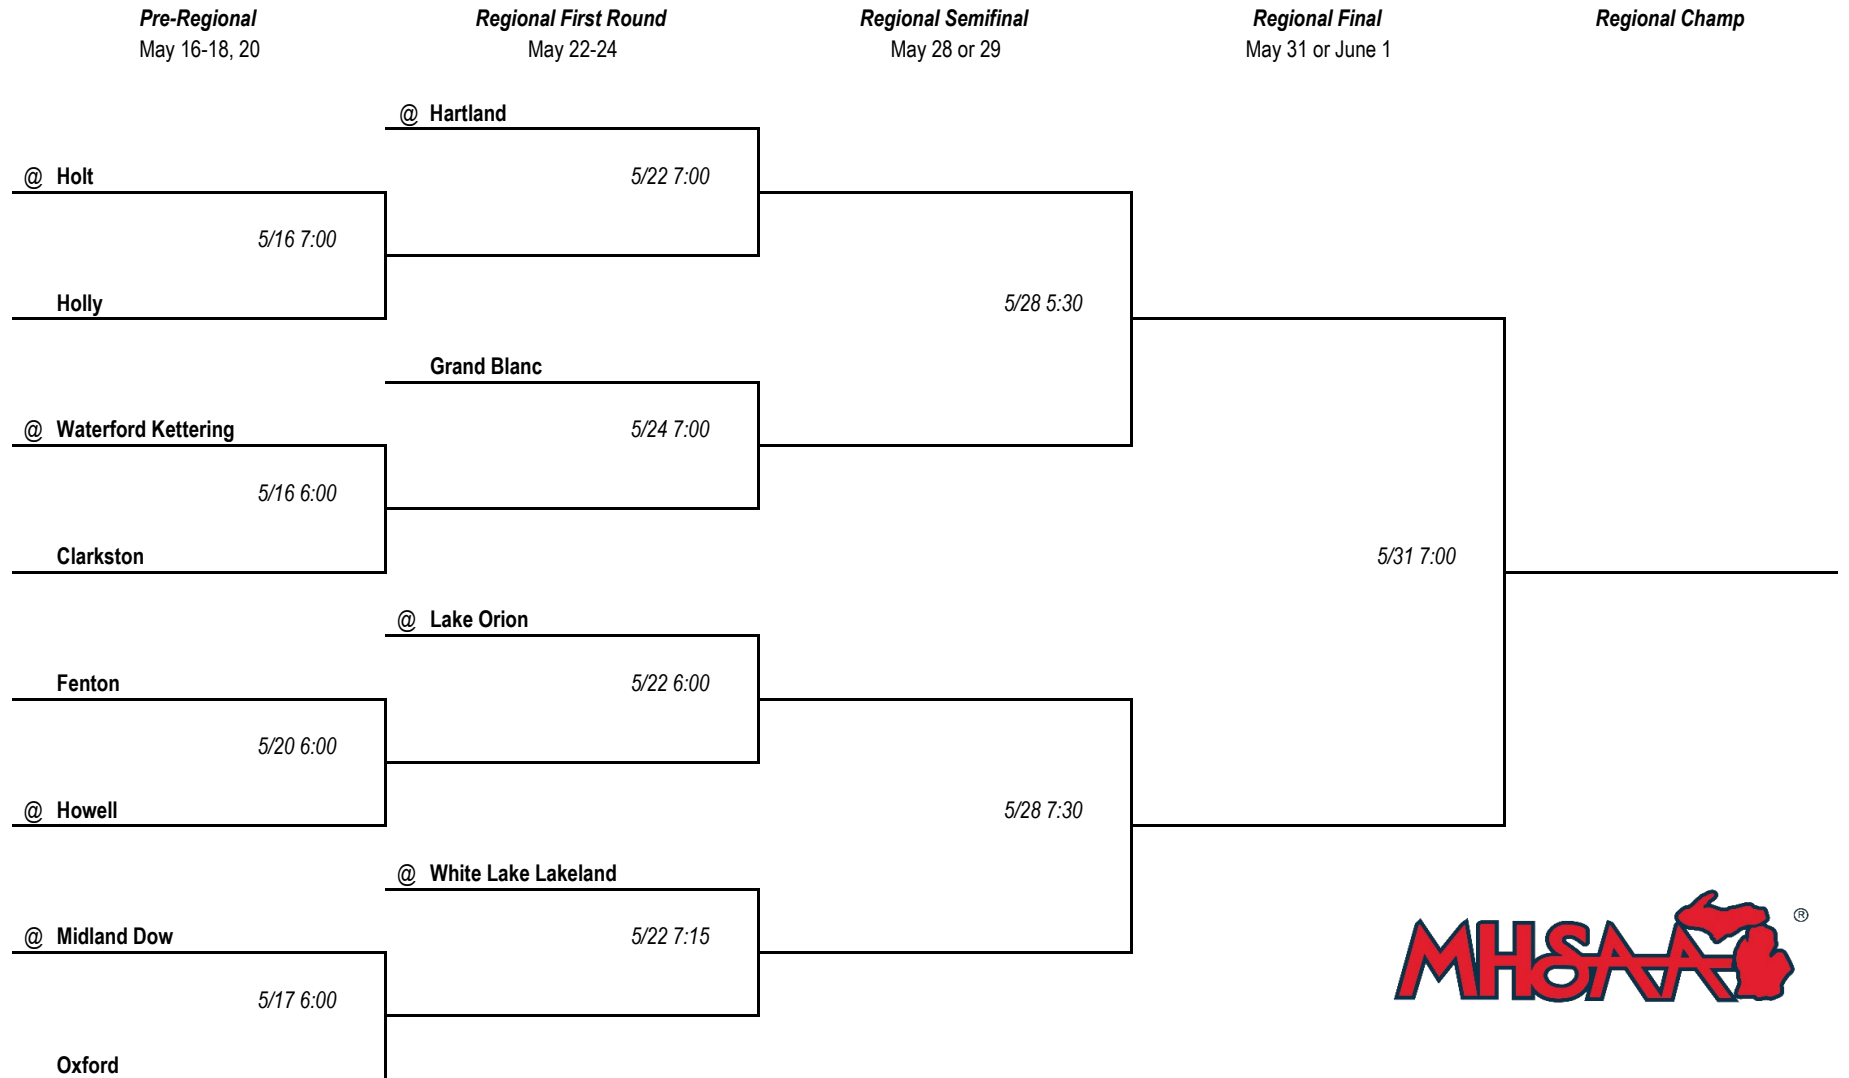 Pre-Regional Regional First Round Regional Semifinal Regional Final Regional Champ
May 16-18, 20 May 22-24 May 28 or 29 May 31 or June 1
@ Hartland
@ Holt 5/22 7:00
5/16 7:00
Holly 5/28 5:30
Grand Blanc
@ Waterford Kettering 5/24 7:00
5/16 6:00
Clarkston 5/31 7:00
@ Lake Orion
Fenton 5/22 6:00
5/20 6:00
@ Howell 5/28 7:30
@ White Lake Lakeland
MHSAA ®
@ Midland Dow 5/22 7:15
5/17 6:00
Oxford